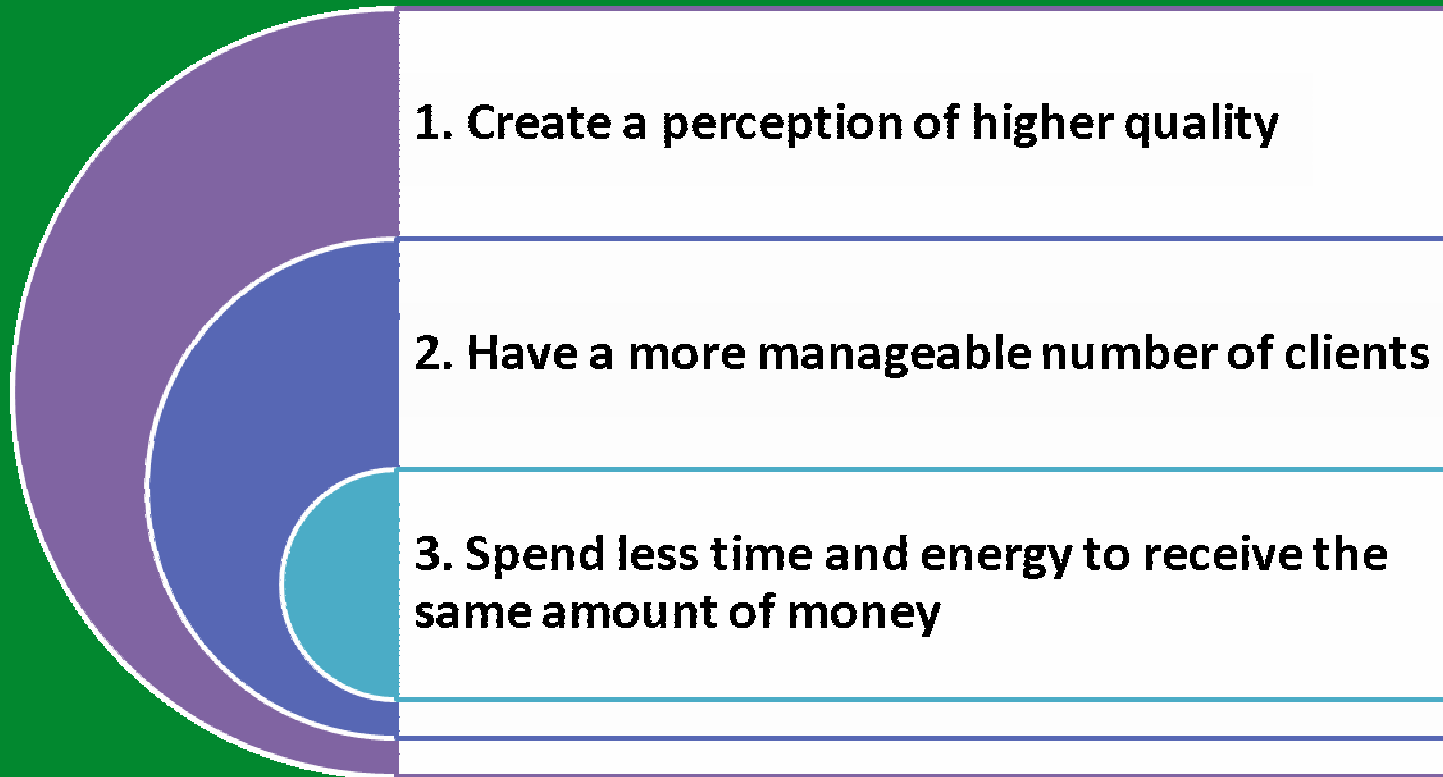 1. Create a perception of higher quality
2. Have a more manageable number of clients
3. Spend less time and energy to receive the
same amount of money